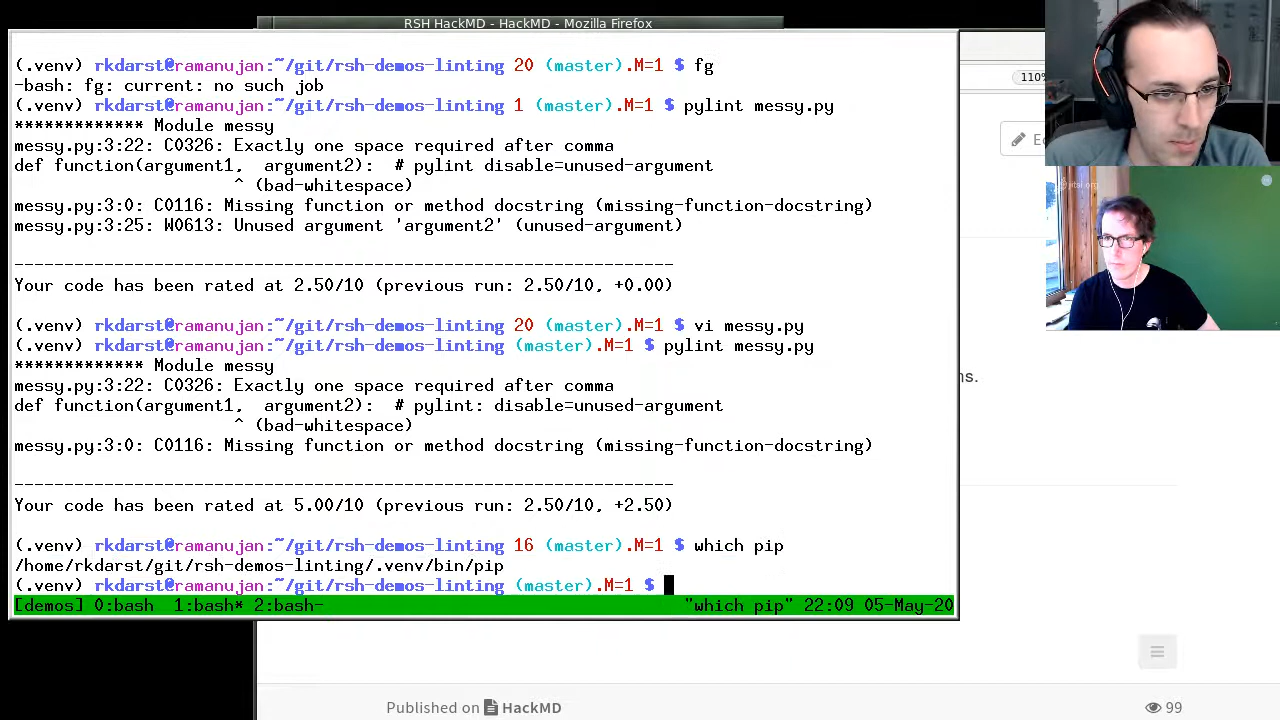 RSH HackMD - HackMD - Mozilla Firefox
(.venv) rkdarst@ramanujan:~/git/rsh-demos-linting 20 (master).M=1 $ fg
-bash: fg: current: no such job
(.venv) rkdarst@ramanujan:~/git/rsh-demos-linting 1 (master).M=1 $ pylint messy.py
************* Module messy
messy.py:3:22: C0326: Exactly one space required after comma
def function(argument1,  argument2):  # pylint disable=unused-argument
^ (bad-whitespace)
messy.py:3:0: C0116: Missing function or method docstring (missing-function-docstring)
messy.py:3:25: W0613: Unused argument 'argument2' (unused-argument)
------------------------------------------------------------------
Your code has been rated at 2.50/10 (previous run: 2.50/10, +0.00)
(.venv) rkdarst@ramanujan:~/git/rsh-demos-linting 20 (master).M=1 $ vi messy.py
(.venv) rkdarst@ramanujan:~/git/rsh-demos-linting (master).M=1 $ pylint messy.py
************* Module messy
messy.py:3:22: C0326: Exactly one space required after comma
def function(argument1,  argument2):  # pylint: disable=unused-argument
^ (bad-whitespace)
messy.py:3:0: C0116: Missing function or method docstring (missing-function-docstring)
------------------------------------------------------------------
Your code has been rated at 5.00/10 (previous run: 2.50/10, +2.50)
(.venv) rkdarst@ramanujan:~/git/rsh-demos-linting 16 (master).M=1 $ which pip
/home/rkdarst/git/rsh-demos-linting/.venv/bin/pip
(.venv) rkdarst@ramanujan:~/git/rsh-demos-linting (master).M=1 $
[demos] 0:bash  1:bash* 2:bash- "which pip" 22:09 05-May-20
110%
Ed
ns.
Published on HackMD
99
jitsi.org